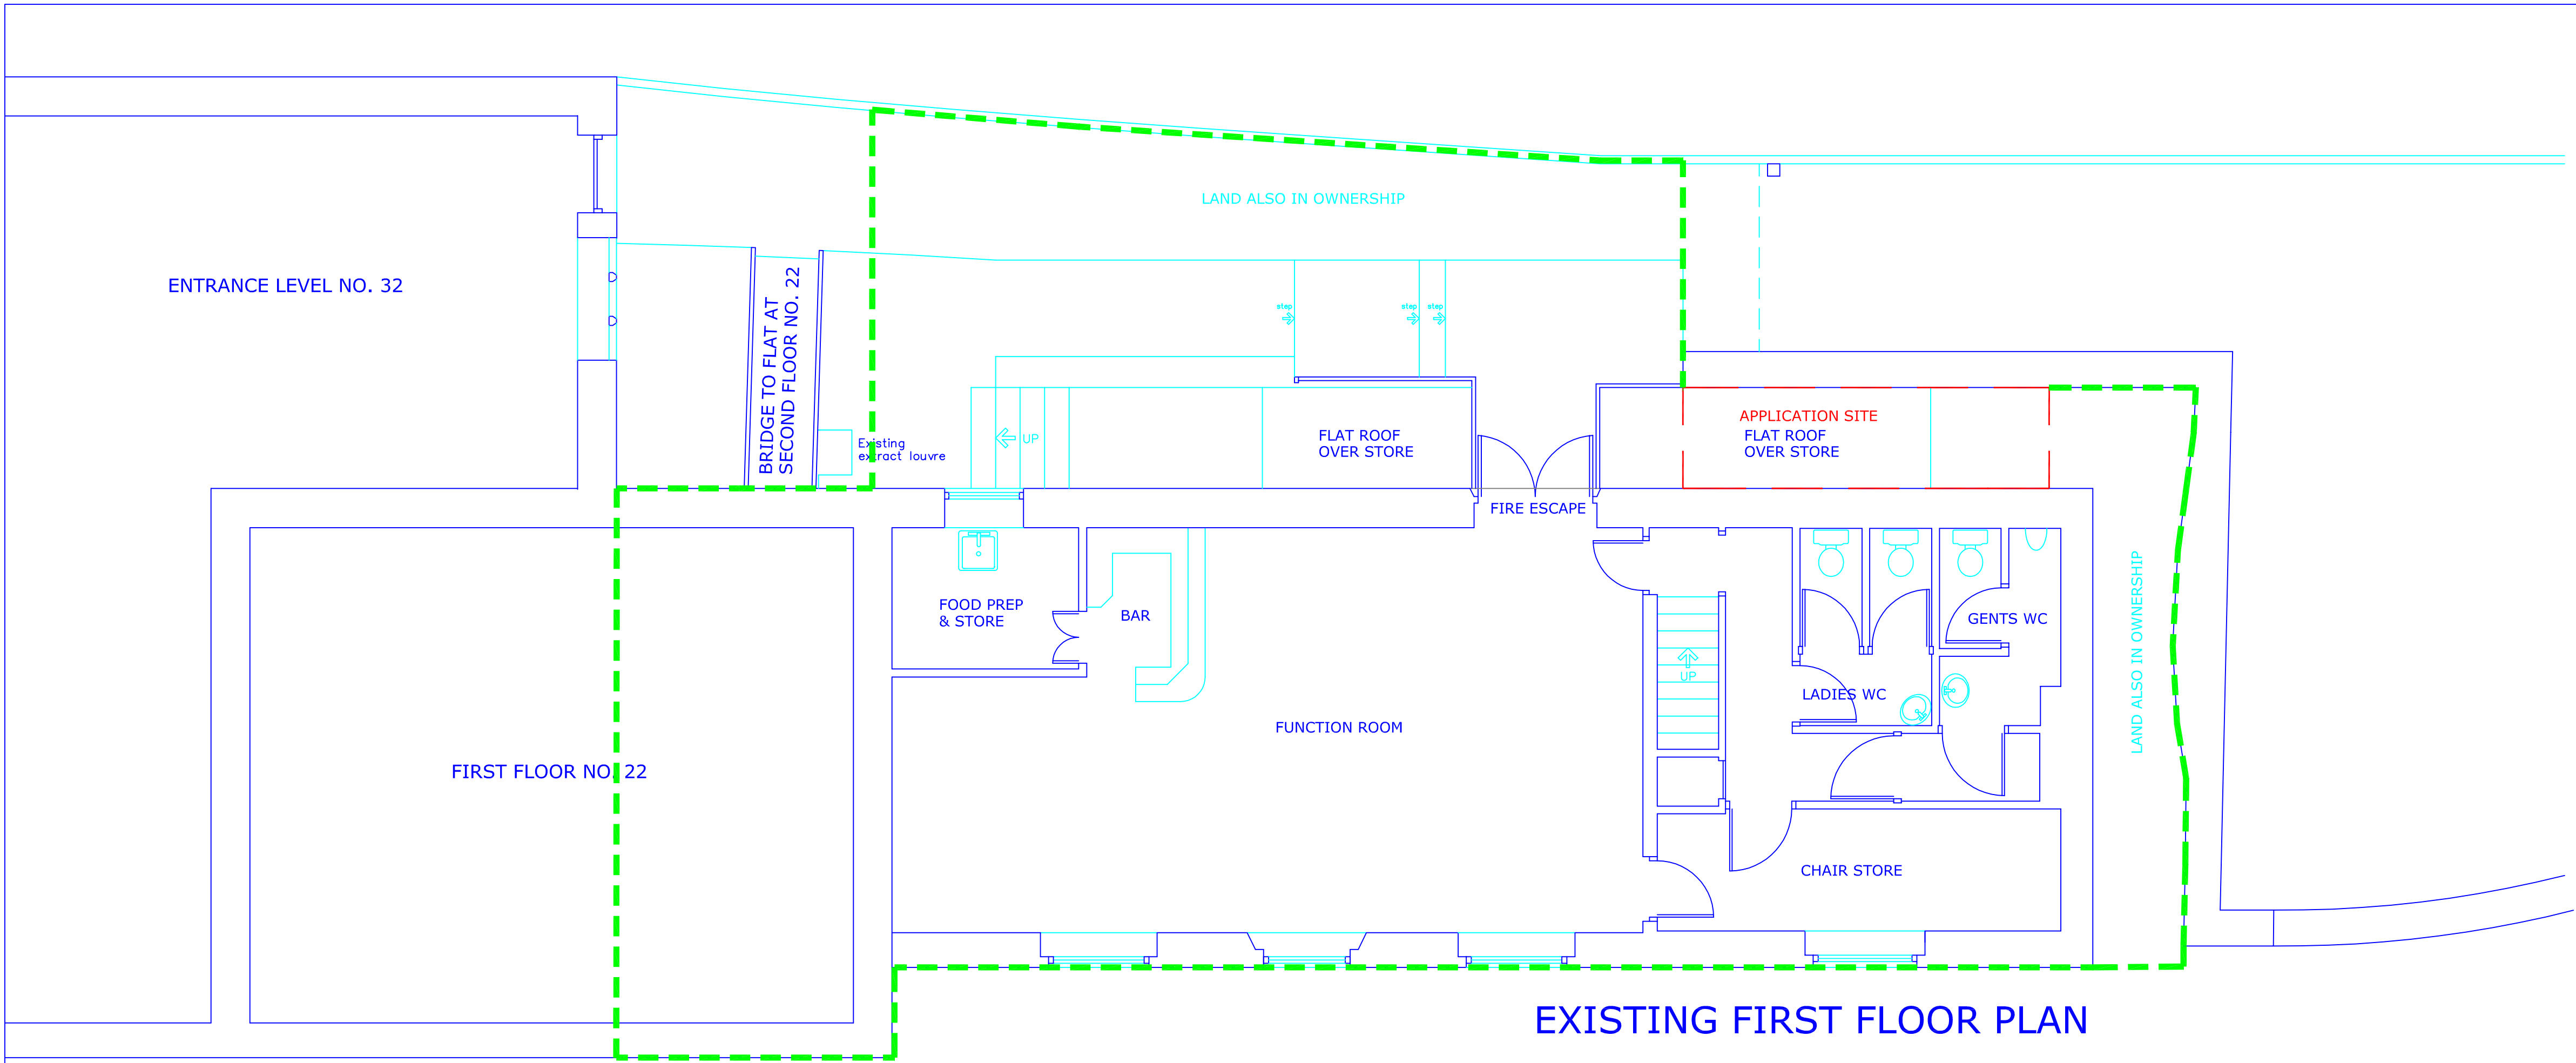 LAND ALSO IN OWNERSHIP
ENTRANCE LEVEL NO. 32
BRIDGE TO FLAT AT
SECOND FLOOR NO. 22
step
step
step
Existing
extract louvre
UP
FLAT ROOF
OVER STORE
APPLICATION SITE
FLAT ROOF
OVER STORE
FIRE ESCAPE
FOOD PREP
& STORE
BAR
GENTS WC
LADIES WC
UP
LAND ALSO IN OWNERSHIP
FUNCTION ROOM
FIRST FLOOR NO. 22
CHAIR STORE
EXISTING FIRST FLOOR PLAN